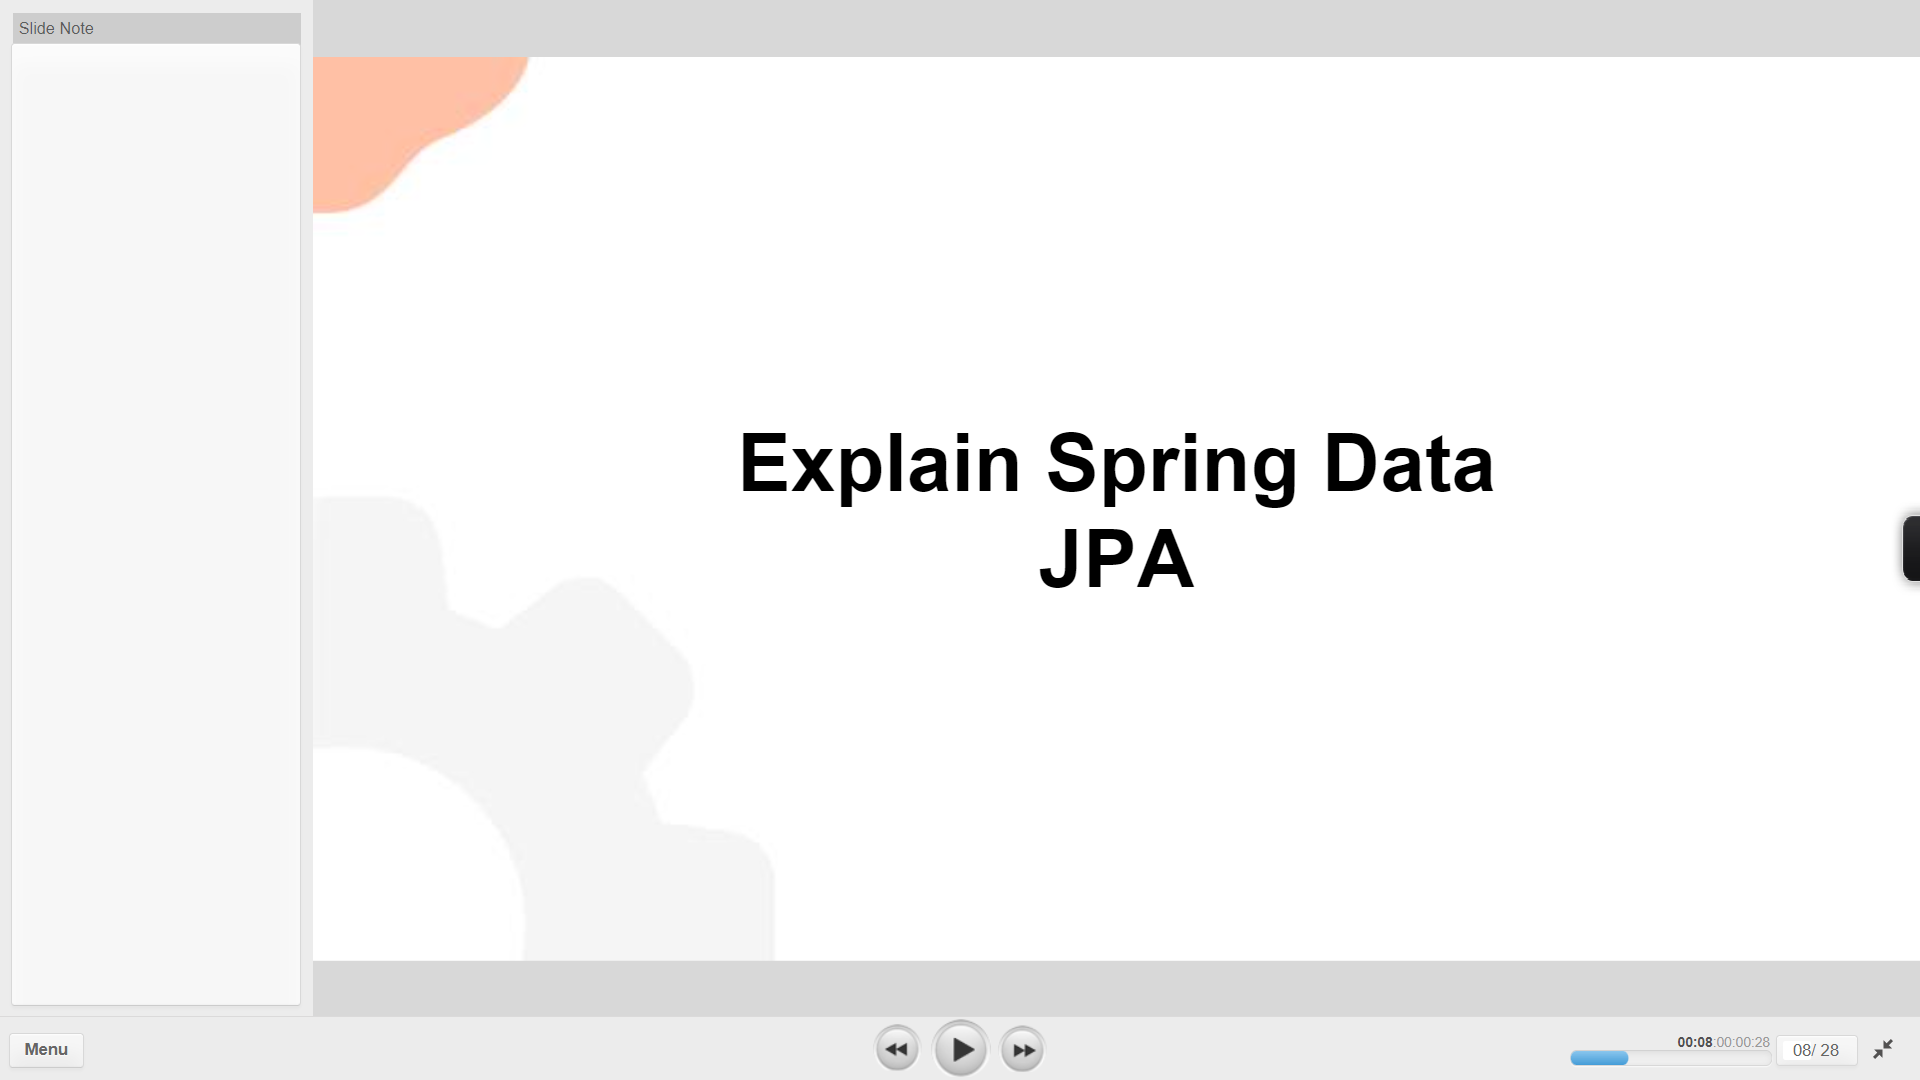 Slide Note
Explain Spring Data
JPA
Menu
00:08:00:00:28
08/ 28